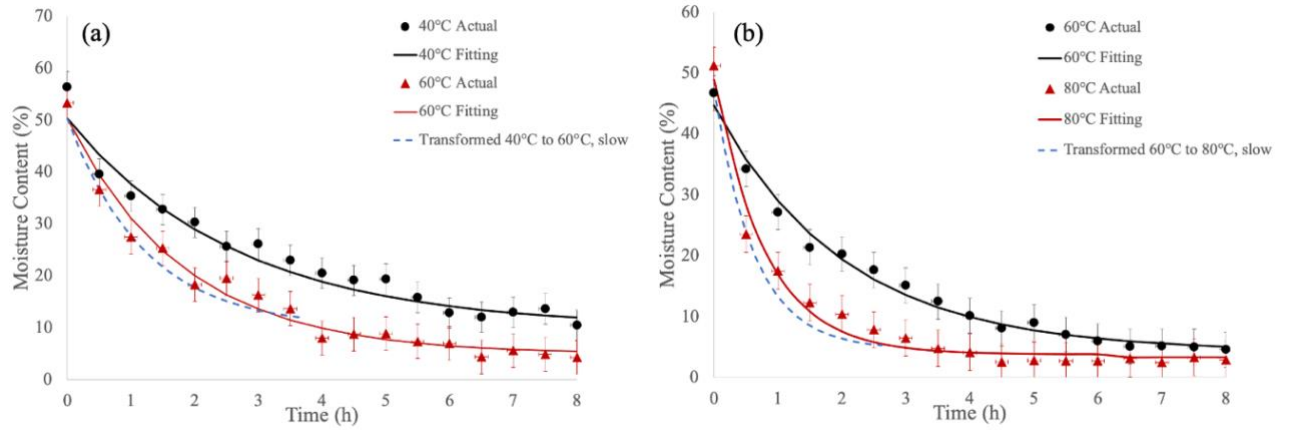 (a)
40°C Actual
40°C Fitting
60°C Actual
60°C Fitting
Transformed 40°C to 60°C, slow
Moisture Content (%)
70
60
50
40
30
20
10
0
0 1 2 3 4 5 6 7 8
Time (h)
(b)
60°C Actual
60°C Fitting
80°C Actual
80°C Fitting
Transformed 60°C to 80°C, slow
Moisture Content (%)
60
50
40
30
20
10
0
0 1 2 3 4 5 6 7 8
Time (h)